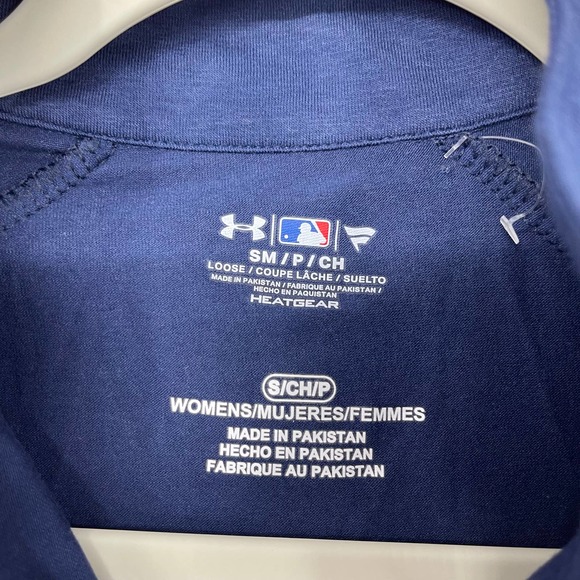 SM / P / CH
LOOSE / COUPE LÂCHE / SUELTO
MADE IN PAKISTAN / FABRIQUE AU PAKISTAN /
HECHO EN PAQUISTAN
HEATGEAR
S/CH/P
WOMENS/MUJERES/FEMMES
MADE IN PAKISTAN
HECHO EN PAKISTAN
FABRIQUE AU PAKISTAN